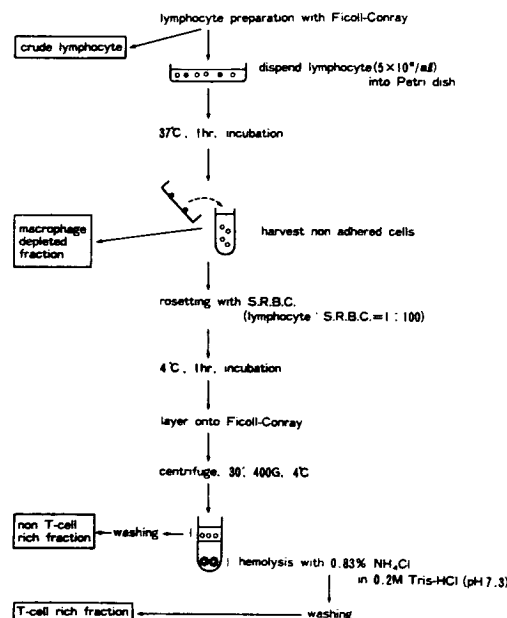 lymphocyte preparation with Ficoll-Conray
crude lymphocyte
dispend lymphocyte(5×10⁶/ml)
into Petri dish
37℃, 1hr. incubation
macrophage
depleted
fraction
harvest non adhered cells
rosetting with S.R.B.C.
(lymphocyte : S.R.B.C.=1 : 100)
4℃, 1hr. incubation
layer onto Ficoll-Conray
centrifuge, 30′, 400G, 4℃
non T-cell
rich fraction
washing
hemolysis with 0.83% NH₄Cl
in 0.2M Tris-HCl (pH7.3)
T-cell rich fraction
washing